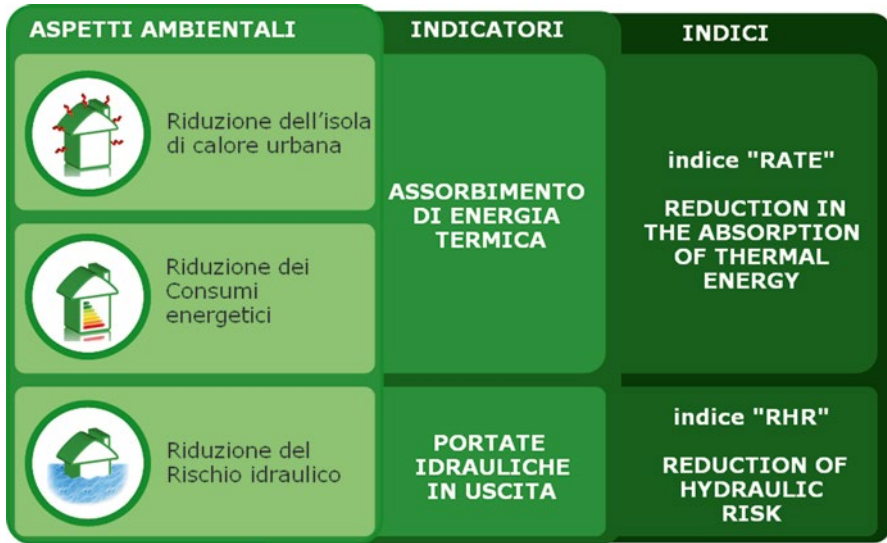 ASPETTI AMBIENTALI
INDICATORI
INDICI
Riduzione dell'isola
di calore urbana
Riduzione dei
Consumi
energetici
ASSORBIMENTO
DI ENERGIA
TERMICA
indice "RATE"
REDUCTION IN
THE ABSORPTION
OF THERMAL
ENERGY
Riduzione del
Rischio idraulico
PORTATE
IDRAULICHE
IN USCITA
indice "RHR"
REDUCTION OF
HYDRAULIC
RISK